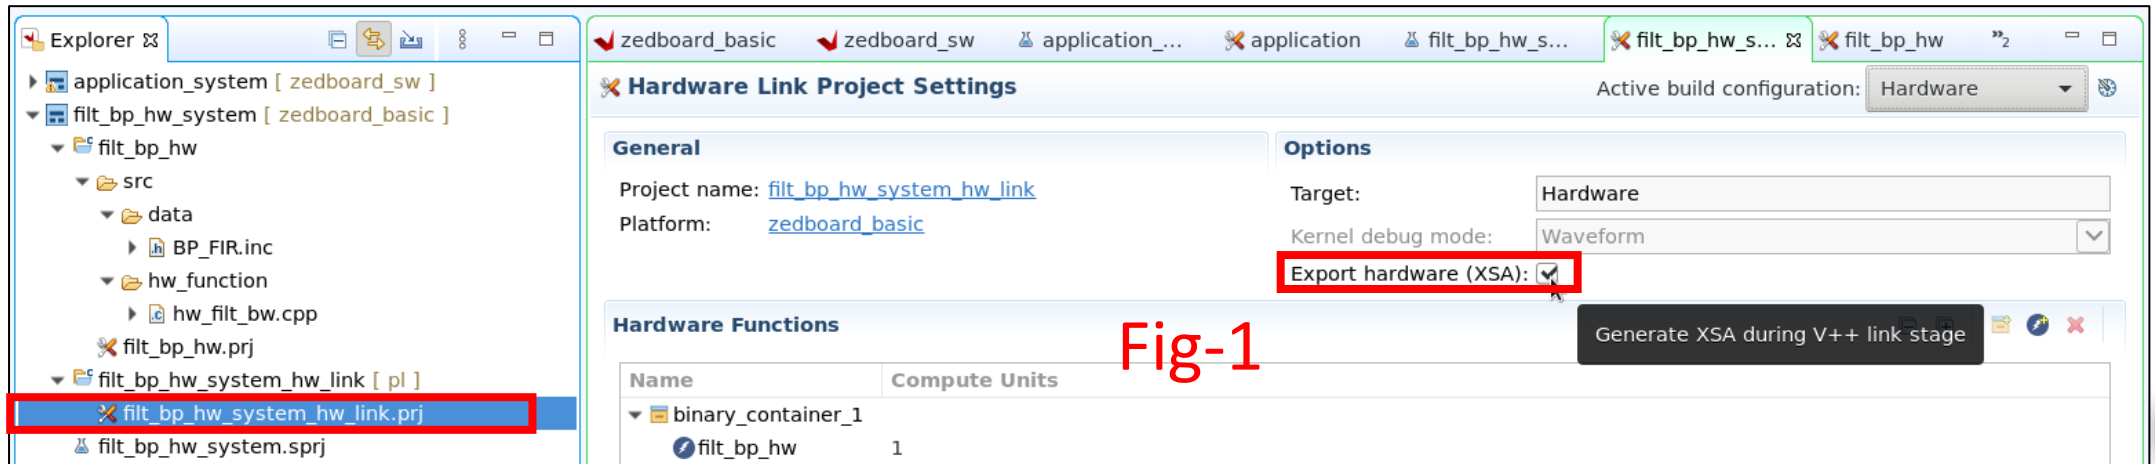 Explorer
application_system [ zedboard_sw ]
filt_bp_hw_system [ zedboard_basic ]
filt_bp_hw
src
data
BP_FIR.inc
hw_function
hw_filt_bw.cpp
filt_bp_hw.prj
filt_bp_hw_system_hw_link [ pl ]
filt_bp_hw_system_hw_link.prj
filt_bp_hw_system.sprj
zedboard_basic zedboard_sw application_... application filt_bp_hw_s... filt_bp_hw_s... filt_bp_hw »2
Hardware Link Project Settings
Active build configuration: Hardware
General
Project name: filt_bp_hw_system_hw_link
Platform: zedboard_basic
Options
Target: Hardware
Kernel debug mode: Waveform
Export hardware (XSA):
Generate XSA during V++ link stage
Hardware Functions
Fig-1
Name Compute Units
binary_container_1
filt_bp_hw 1